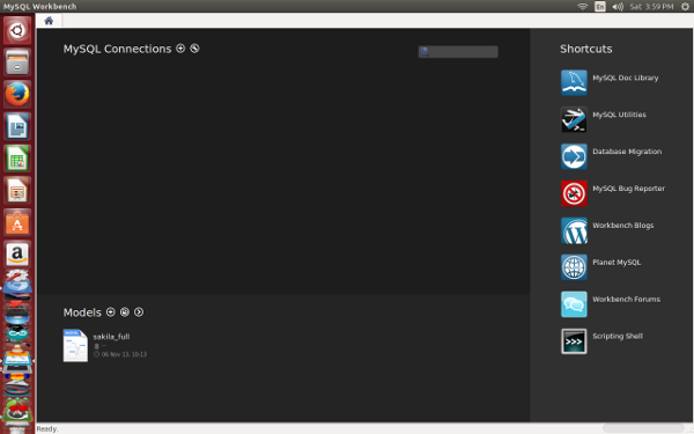 MySQL Workbench
En
Sat 3:59 PM
MySQL Connections
Shortcuts
MySQL Doc Library
MySQL Utilities
Database Migration
MySQL Bug Reporter
Workbench Blogs
Planet MySQL
Workbench Forums
Scripting Shell
Models
sakila_full
06 Nov 13, 10:13
Ready.